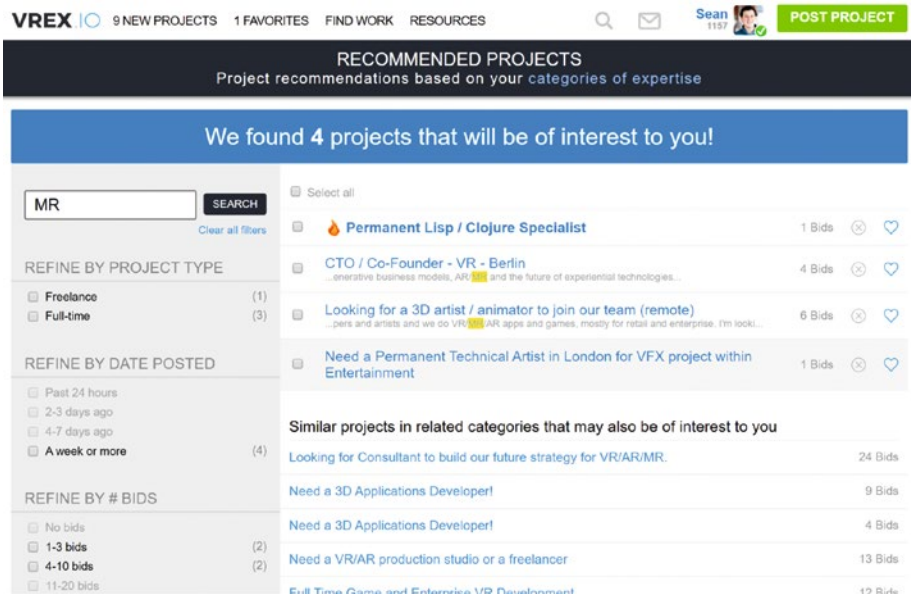 VREX.IO 9 NEW PROJECTS 1 FAVORITES FIND WORK RESOURCES Sean 1157 POST PROJECT
RECOMMENDED PROJECTS
Project recommendations based on your categories of expertise
We found 4 projects that will be of interest to you!
MR SEARCH
Clear all filters
REFINE BY PROJECT TYPE
Freelance (1)
Full-time (3)
REFINE BY DATE POSTED
Past 24 hours
2-3 days ago
4-7 days ago
A week or more (4)
REFINE BY # BIDS
No bids
1-3 bids (2)
4-10 bids (2)
11-20 bids
Select all
Permanent Lisp / Clojure Specialist 1 Bids
CTO / Co-Founder - VR - Berlin 4 Bids
...enerative business models, AR/MR and the future of experiential technologies...
Looking for a 3D artist / animator to join our team (remote) 6 Bids
...pers and artists and we do VR/MR/AR apps and games, mostly for retail and enterprise. I'm looki...
Need a Permanent Technical Artist in London for VFX project within 1 Bids
Entertainment
Similar projects in related categories that may also be of interest to you
Looking for Consultant to build our future strategy for VR/AR/MR. 24 Bids
Need a 3D Applications Developer! 9 Bids
Need a 3D Applications Developer! 4 Bids
Need a VR/AR production studio or a freelancer 13 Bids
Full Time Game and Enterprise VR Development 12 Bids